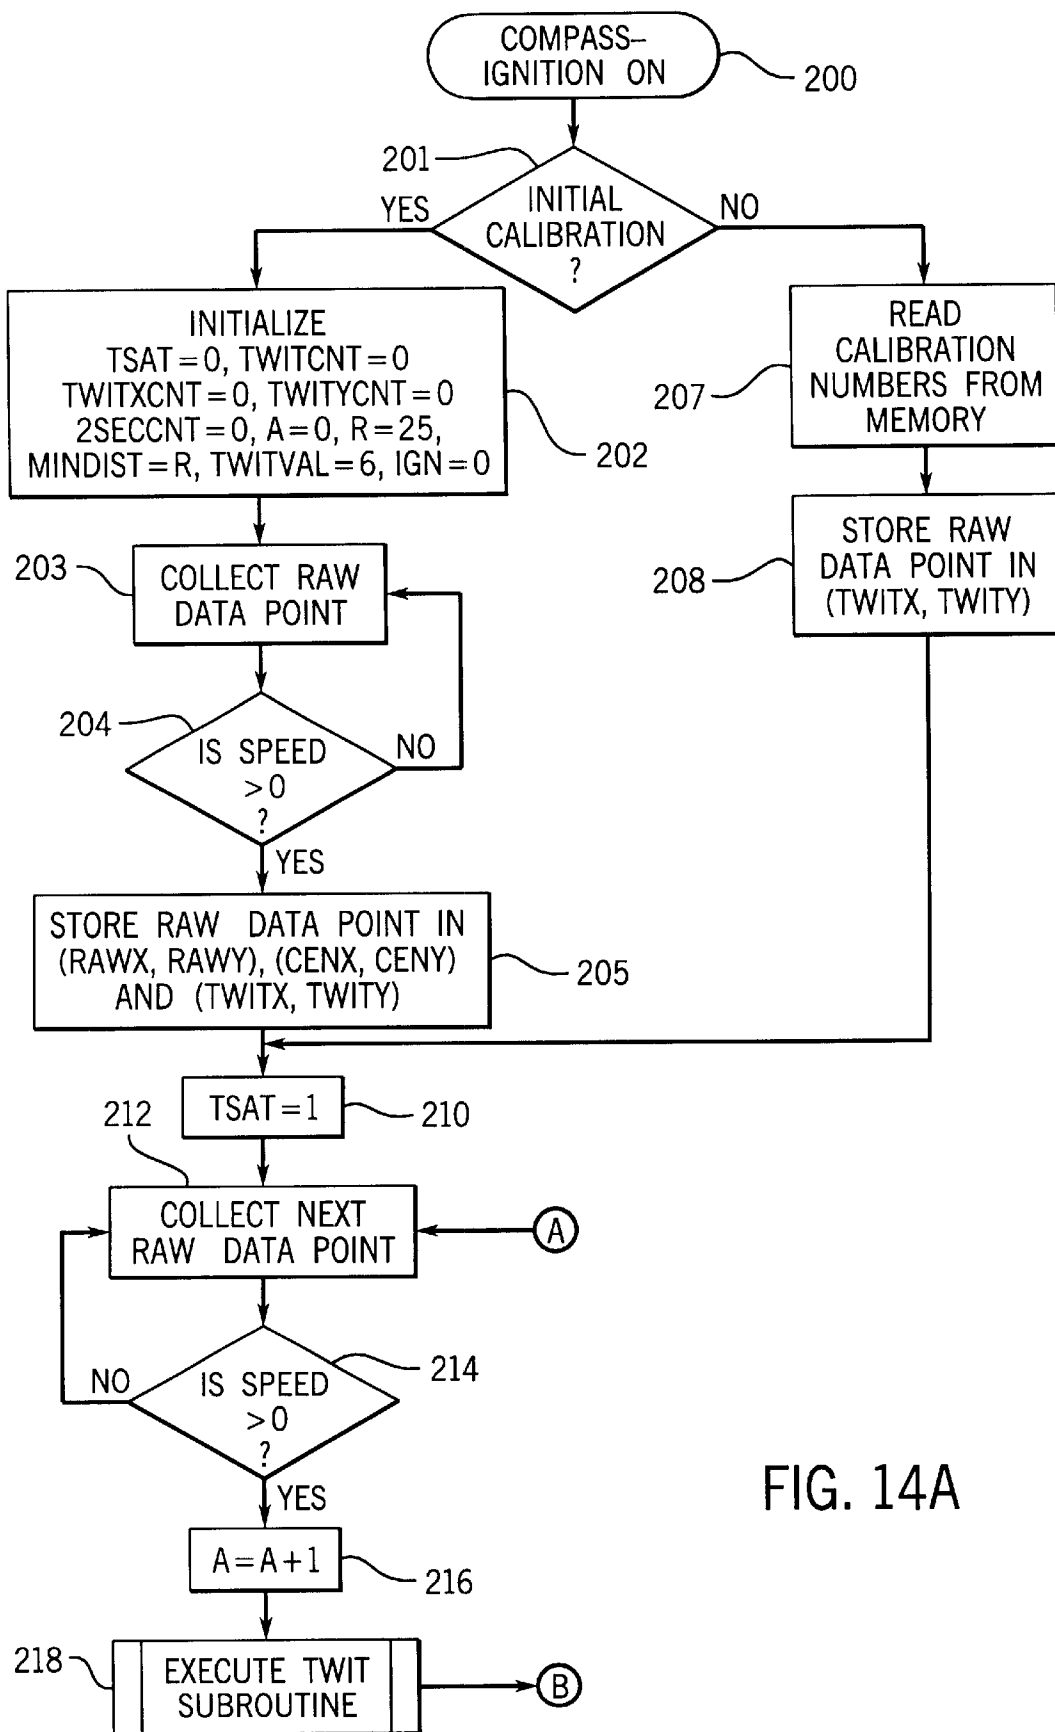 COMPASS–
IGNITION ON
200
201
INITIAL
CALIBRATION
?
YES
NO
INITIALIZE
TSAT=0, TWITCNT=0
TWITXCNT=0, TWITYCNT=0
2SECCNT=0, A=0, R=25,
MINDIST=R, TWITVAL=6, IGN=0
202
READ
CALIBRATION
NUMBERS FROM
MEMORY
207
203
COLLECT RAW
DATA POINT
STORE RAW
DATA POINT IN
(TWITX, TWITY)
208
204
IS SPEED
>0
?
NO
YES
STORE RAW DATA POINT IN
(RAWX, RAWY), (CENX, CENY)
AND (TWITX, TWITY)
205
TSAT=1
210
212
COLLECT NEXT
RAW DATA POINT
A
IS SPEED
>0
?
214
NO
YES
A=A+1
216
218
EXECUTE TWIT
SUBROUTINE
B
FIG. 14A